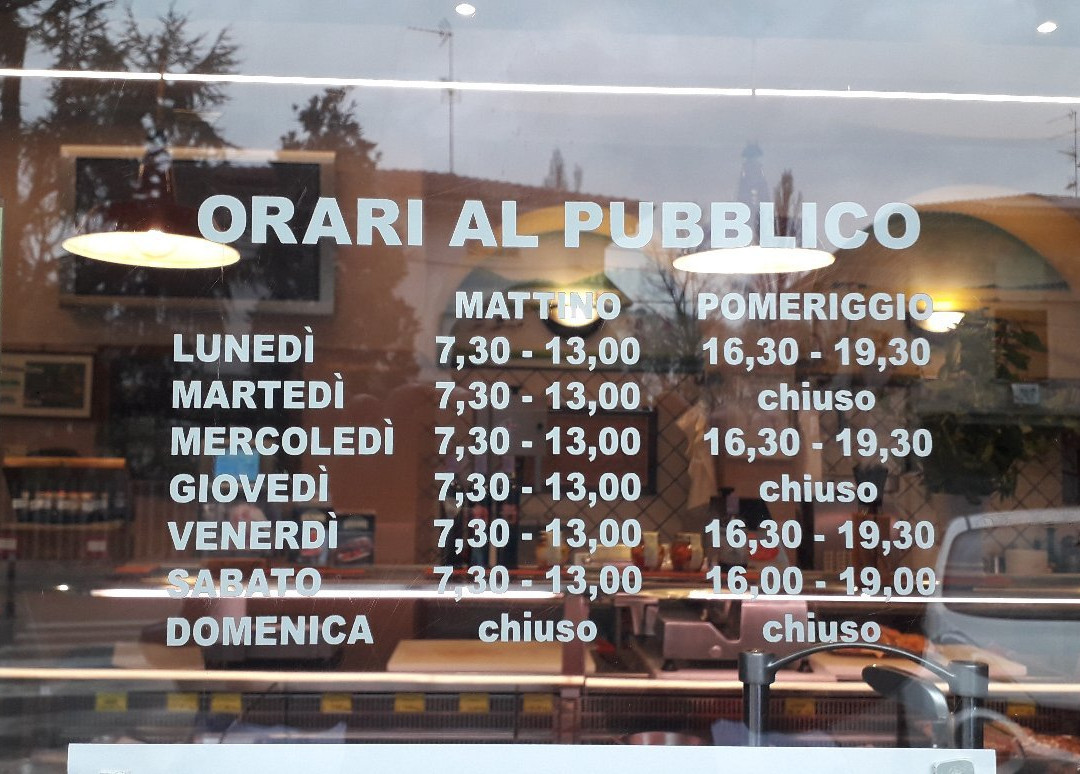 ORARI AL PUBBLICO
MATTINO POMERIGGIO
LUNEDÌ 7,30 - 13,00 16,30 - 19,30
MARTEDÌ 7,30 - 13,00 chiuso
MERCOLEDÌ 7,30 - 13,00 16,30 - 19,30
GIOVEDÌ 7,30 - 13,00 chiuso
VENERDÌ 7,30 - 13,00 16,30 - 19,30
SABATO 7,30 - 13,00 16,00 - 19,00
DOMENICA chiuso chiuso